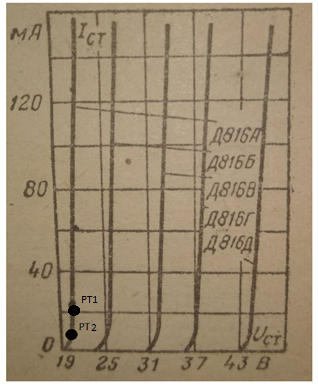 мА Iст
120
Д816А
Д816Б
80
Д816В
Д816Г
Д816Д
40
PT1
PT2
Uст
0
19 25 31 37 43 В